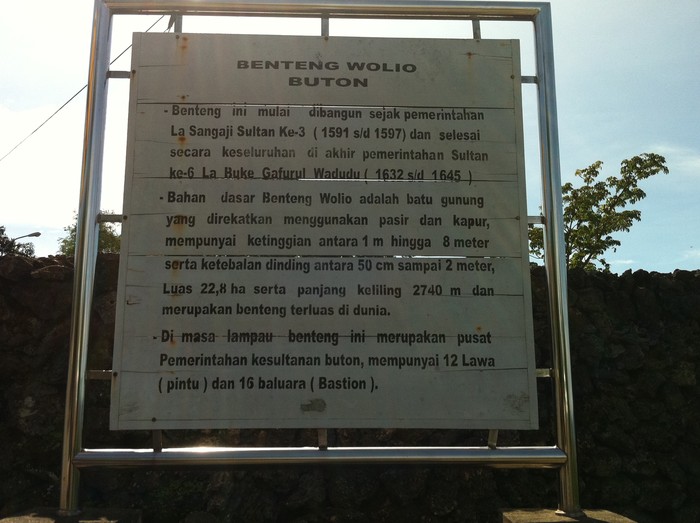 BENTENG WOLIO
BUTON
- Benteng ini mulai dibangun sejak pemerintahan
La Sangaji Sultan Ke-3 ( 1591 s/d 1597) dan selesai
secara keseluruhan di akhir pemerintahan Sultan
ke-6 La Buke Gafurul Wadudu ( 1632 s/d 1645 )
- Bahan dasar Benteng Wolio adalah batu gunung
yang direkatkan menggunakan pasir dan kapur,
mempunyai ketinggian antara 1 m hingga 8 meter
serta ketebalan dinding antara 50 cm sampai 2 meter,
Luas 22,8 ha serta panjang keliling 2740 m dan
merupakan benteng terluas di dunia.
- Di masa lampau benteng ini merupakan pusat
Pemerintahan kesultanan buton, mempunyai 12 Lawa
( pintu ) dan 16 baluara ( Bastion ).